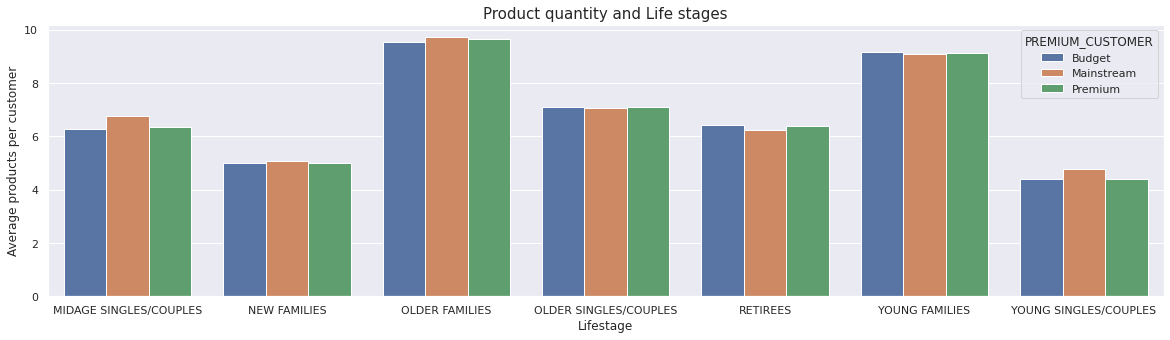 Product quantity and Life stages
PREMIUM_CUSTOMER
Budget
Mainstream
Premium
Average products per customer
10
8
6
4
2
0
MIDAGE SINGLES/COUPLES NEW FAMILIES OLDER FAMILIES OLDER SINGLES/COUPLES RETIREES YOUNG FAMILIES YOUNG SINGLES/COUPLES
Lifestage